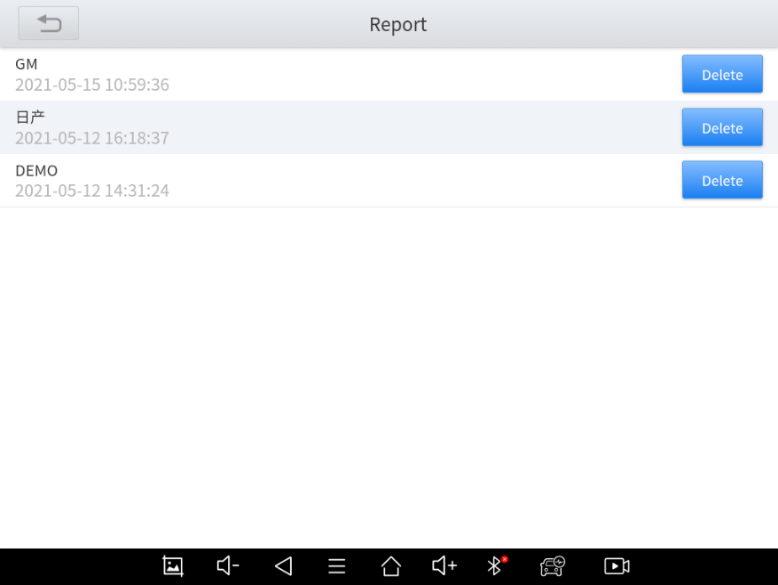 Report
GM
2021-05-15 10:59:36
Delete
日产
2021-05-12 16:18:37
Delete
DEMO
2021-05-12 14:31:24
Delete